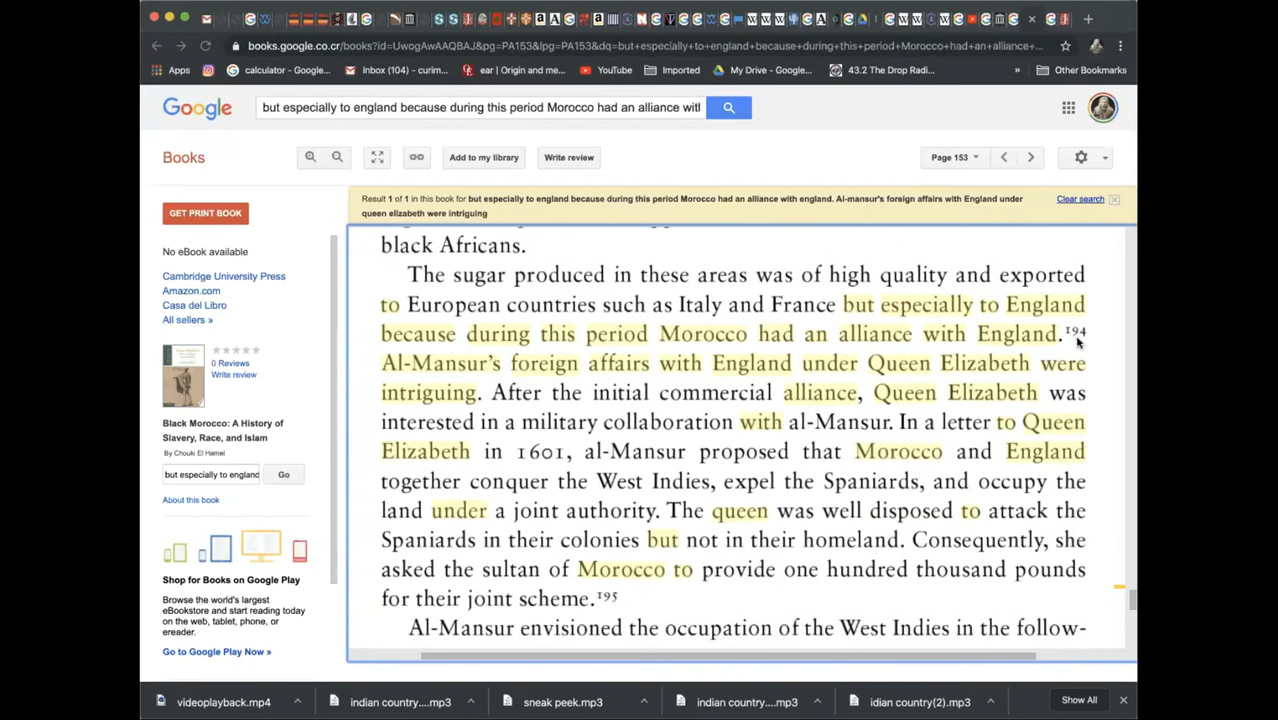 books.google.co.cr/books?id=UwogAwAAQBAJ&pg=PA153&lpg=PA153&dq=but+especially+to+england+because+during+this+period+Morocco+had+an+alliance+...
Apps
calculator - Google...
Inbox (104) - curim...
ear | Origin and me...
YouTube
Imported
My Drive - Google...
43.2 The Drop Radi...
»
Other Bookmarks
Google
but especially to england because during this period Morocco had an alliance with
Books
Add to my library
Write review
Page 153
Result 1 of 1 in this book for but especially to england because during this period Morocco had an alliance with england. Al-mansur's foreign affairs with England under
queen elizabeth were intriguing
Clear search
GET PRINT BOOK
No eBook available
Cambridge University Press
Amazon.com
Casa del Libro
All sellers »
0 Reviews
Write review
Black Morocco: A History of
Slavery, Race, and Islam
By Chouki El Hamel
but especially to england
Go
About this book
Shop for Books on Google Play
Browse the world's largest
eBookstore and start reading today
on the web, tablet, phone, or
ereader.
Go to Google Play Now »
black Africans.
The sugar produced in these areas was of high quality and exported
to European countries such as Italy and France but especially to England
because during this period Morocco had an alliance with England.194
Al-Mansur's foreign affairs with England under Queen Elizabeth were
intriguing. After the initial commercial alliance, Queen Elizabeth was
interested in a military collaboration with al-Mansur. In a letter to Queen
Elizabeth in 1601, al-Mansur proposed that Morocco and England
together conquer the West Indies, expel the Spaniards, and occupy the
land under a joint authority. The queen was well disposed to attack the
Spaniards in their colonies but not in their homeland. Consequently, she
asked the sultan of Morocco to provide one hundred thousand pounds
for their joint scheme.195
Al-Mansur envisioned the occupation of the West Indies in the follow-
videoplayback.mp4
indian country....mp3
sneak peek.mp3
indian country....mp3
idian country(2).mp3
Show All